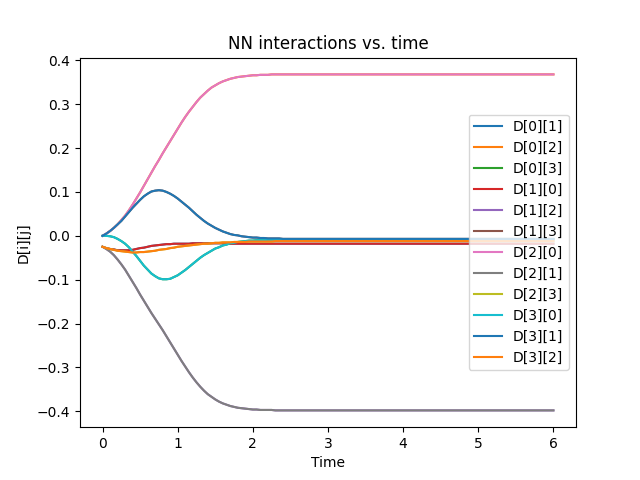 NN interactions vs. time
D[i][j]
0.4
0.3
0.2
0.1
0.0
−0.1
−0.2
−0.3
−0.4
D[0][1]
D[0][2]
D[0][3]
D[1][0]
D[1][2]
D[1][3]
D[2][0]
D[2][1]
D[2][3]
D[3][0]
D[3][1]
D[3][2]
0 1 2 3 4 5 6
Time